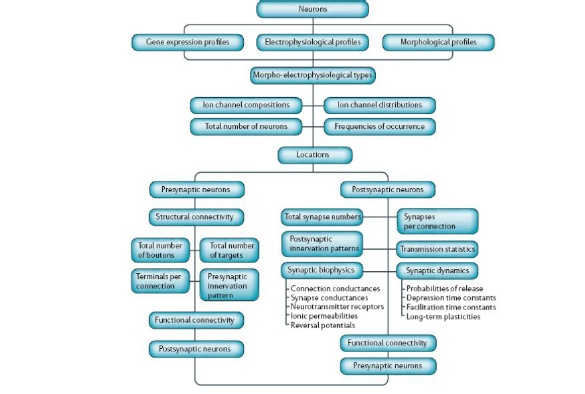 Neurons
Gene expression profiles
Electrophysiological profiles
Morphological profiles
Morpho-electrophysiological types
Ion channel compositions
Ion channel distributions
Total number of neurons
Frequencies of occurrence
Locations
Presynaptic neurons
Structural connectivity
Total number
of boutons
Total number
of targets
Terminals per
connection
Presynaptic
innervation
pattern
Functional connectivity
Postsynaptic neurons
Postsynaptic neurons
Total synapse numbers
Synapses
per connection
Postsynaptic
innervation patterns
Transmission statistics
Synaptic biophysics
Synaptic dynamics
Connection conductances
Synapse conductances
Neurotransmitter receptors
Ionic permeabilities
Reversal potentials
Probabilities of release
Depression time constants
Facilitation time constants
Long-term plasticities
Functional connectivity
Presynaptic neurons